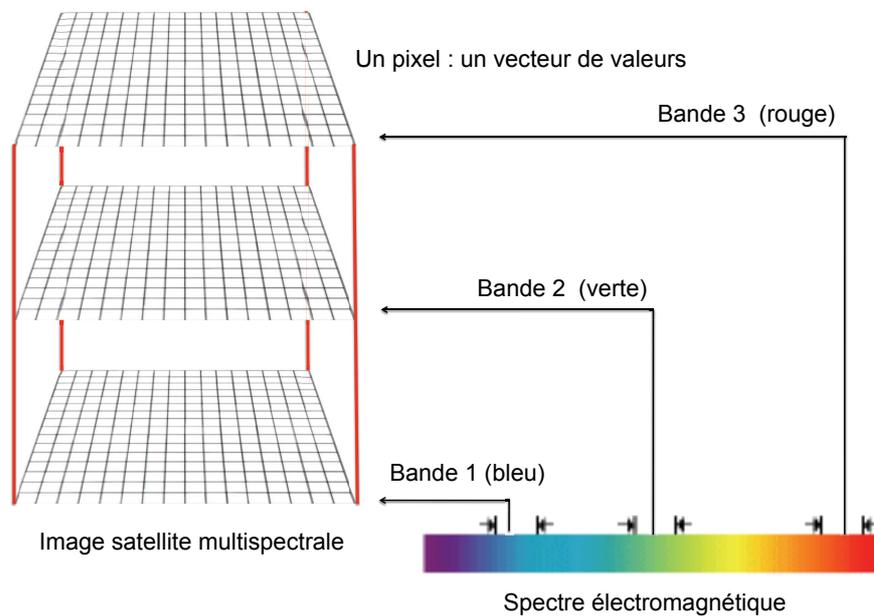 Un pixel : un vecteur de valeurs
Bande 3 (rouge)
Bande 2 (verte)
Bande 1 (bleu)
Image satellite multispectrale
Spectre électromagnétique